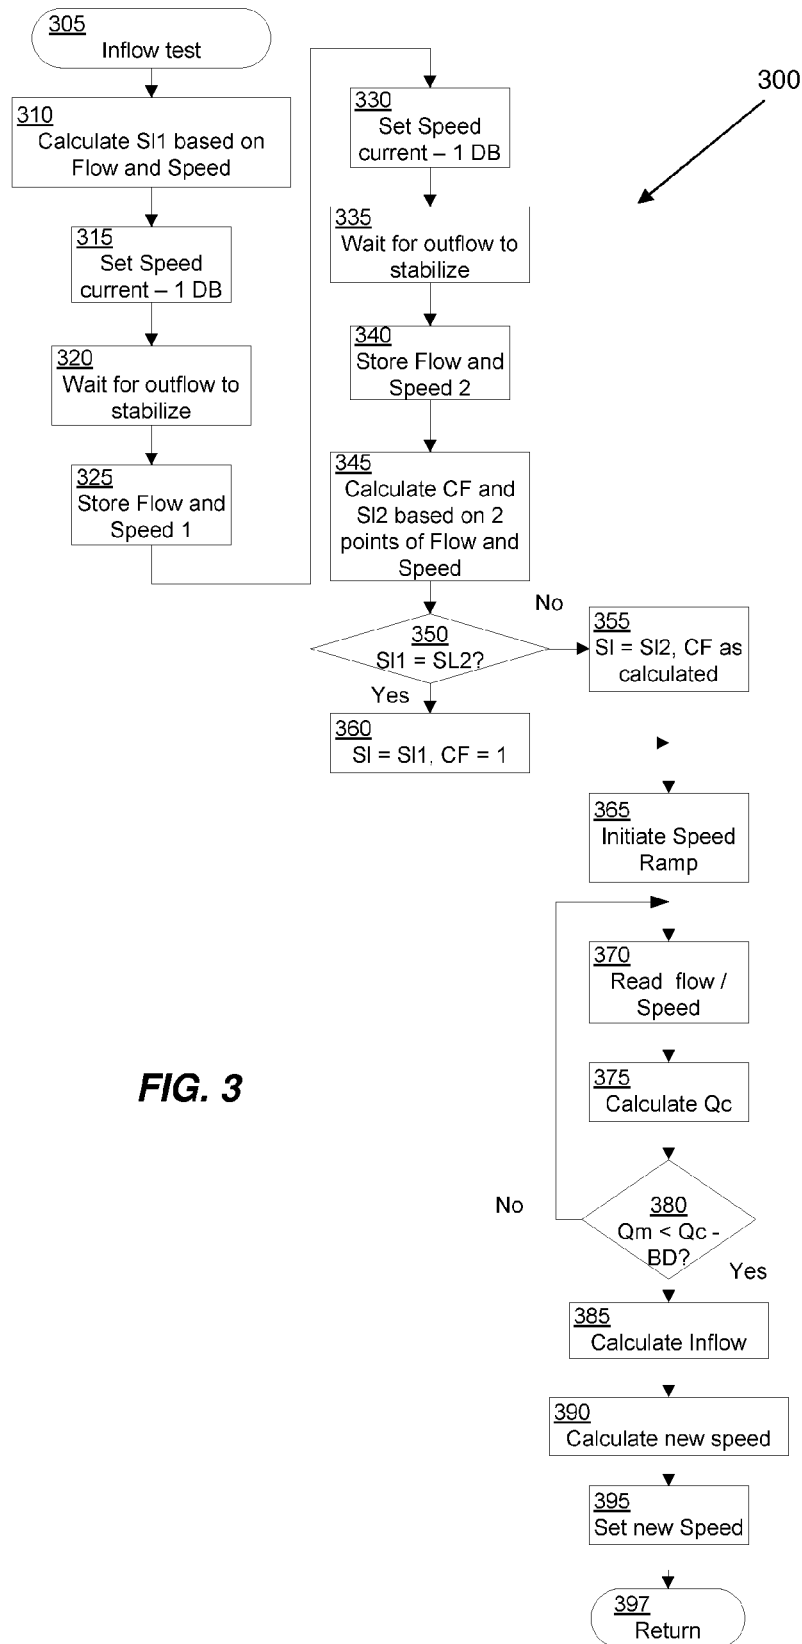 305
Inflow test
310
Calculate SI1 based on
Flow and Speed
315
Set Speed
current – 1 DB
320
Wait for outflow to
stabilize
325
Store Flow and
Speed 1
300
330
Set Speed
current – 1 DB
335
Wait for outflow to
stabilize
340
Store Flow and
Speed 2
345
Calculate CF and
SI2 based on 2
points of Flow and
Speed
350
SI1 = SL2?
No
Yes
355
SI = SI2, CF as
calculated
360
SI = SI1, CF = 1
365
Initiate Speed
Ramp
370
Read flow /
Speed
375
Calculate Qc
380
Qm < Qc -
BD?
No
Yes
385
Calculate Inflow
390
Calculate new speed
395
Set new Speed
397
Return
FIG. 3